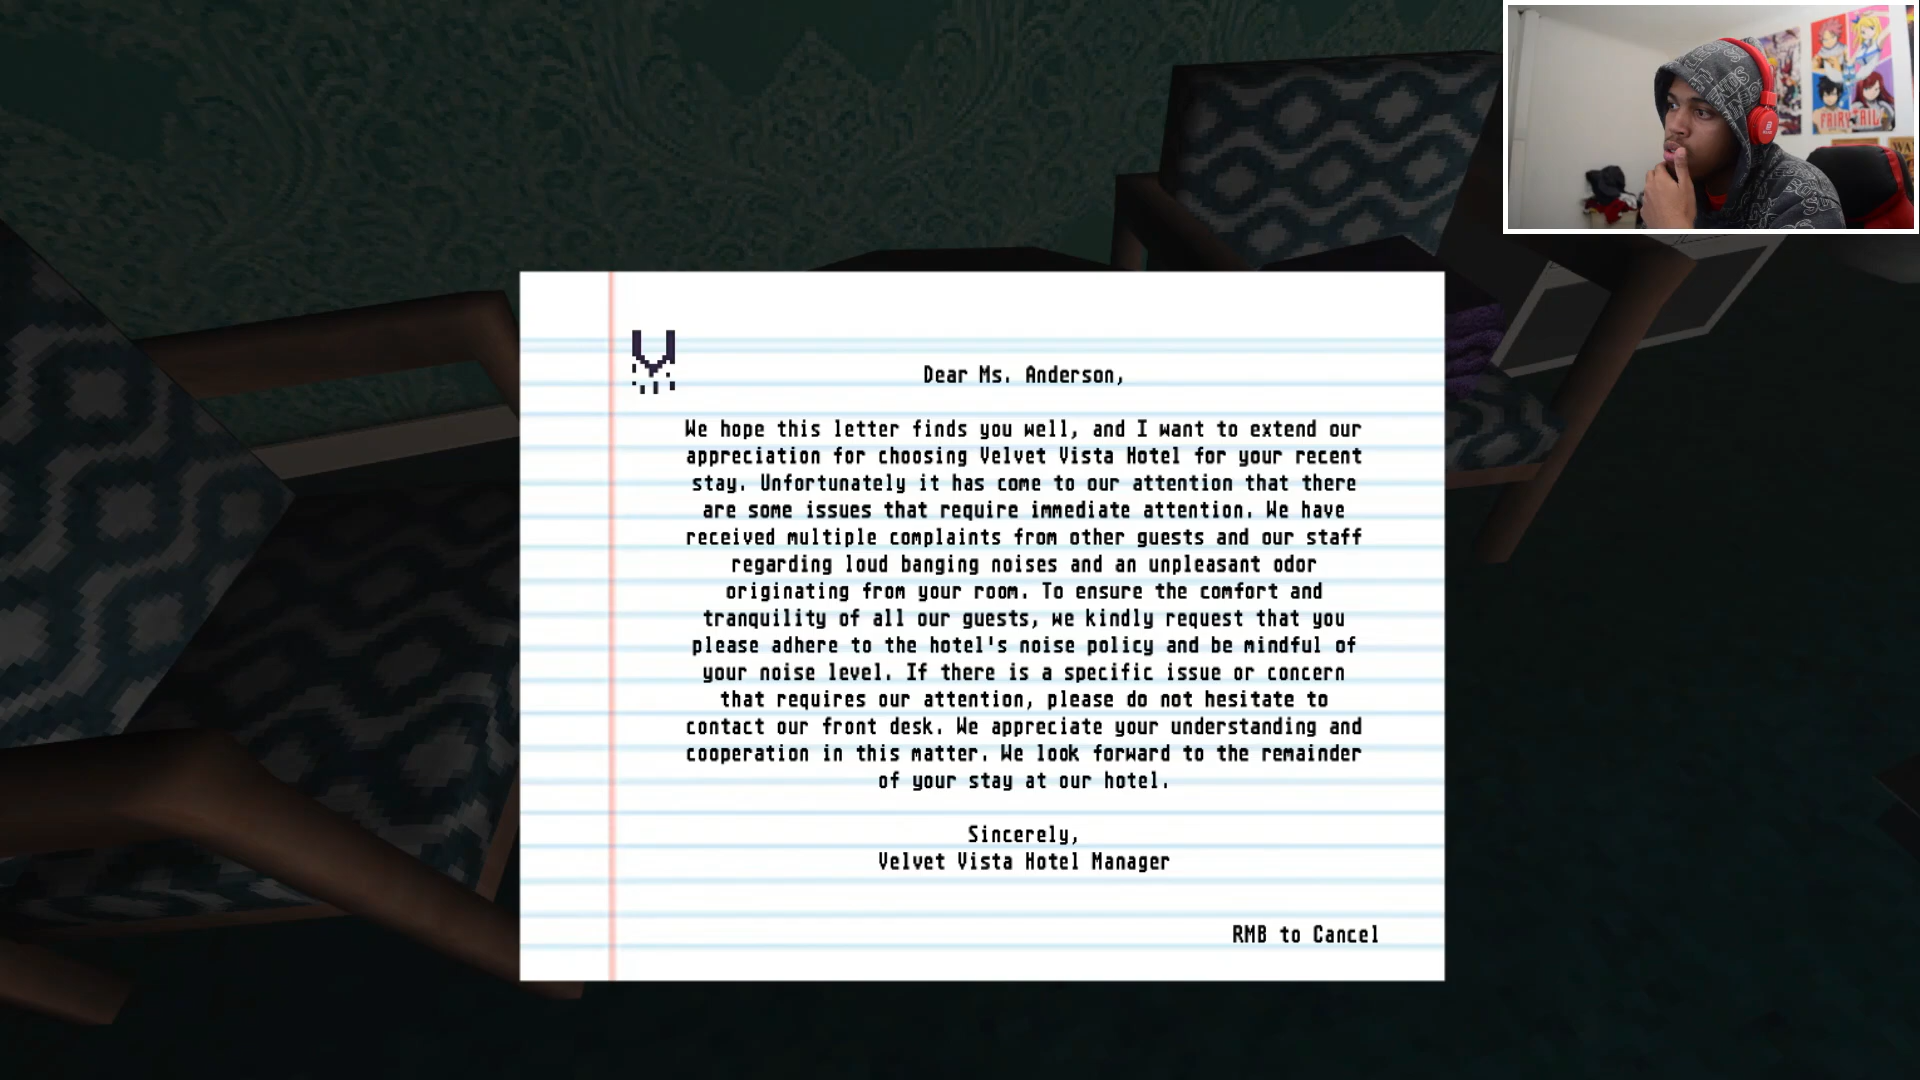 FAIRY TAIL
Dear Ms. Anderson,
We hope this letter finds you well, and I want to extend our
appreciation for choosing Velvet Vista Hotel for your recent
stay. Unfortunately it has come to our attention that there
are some issues that require immediate attention. We have
received multiple complaints from other guests and our staff
regarding loud banging noises and an unpleasant odor
originating from your room. To ensure the comfort and
tranquility of all our guests, we kindly request that you
please adhere to the hotel's noise policy and be mindful of
your noise level. If there is a specific issue or concern
that requires our attention, please do not hesitate to
contact our front desk. We appreciate your understanding and
cooperation in this matter. We look forward to the remainder
of your stay at our hotel.
Sincerely,
Velvet Vista Hotel Manager
RMB to Cancel